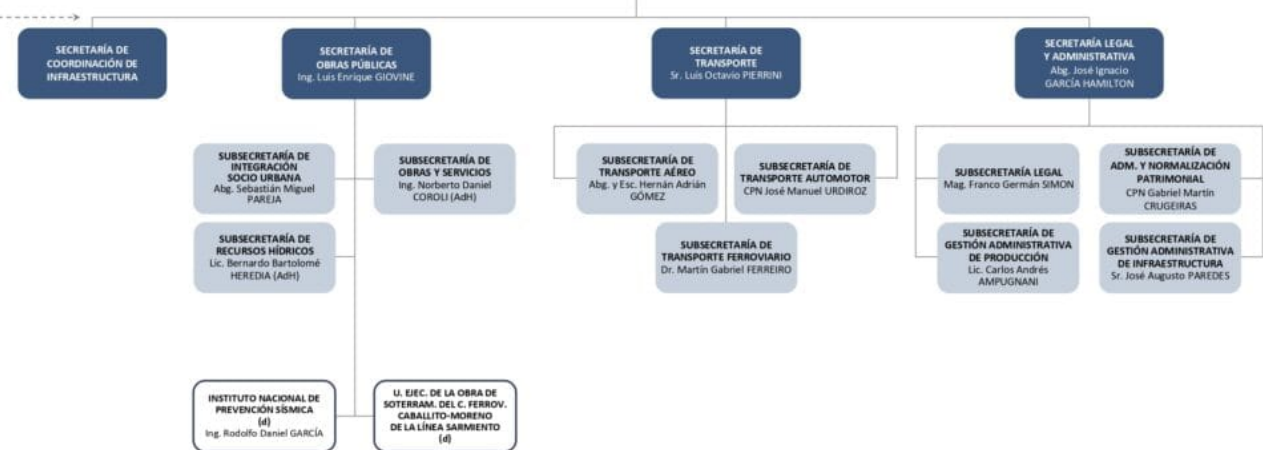 SECRETARÍA DE
COORDINACIÓN DE
INFRAESTRUCTURA
SECRETARÍA DE
OBRAS PÚBLICAS
Ing. Luis Enrique GIOVINE
SECRETARÍA DE
TRANSPORTE
Sr. Luis Octavio PIERRINI
SECRETARÍA LEGAL
Y ADMINISTRATIVA
Abg. José Ignacio
GARCÍA HAMILTON
SUBSECRETARÍA DE
INTEGRACIÓN
SOCIO URBANA
Abg. Sebastián Miguel
PAREJA
SUBSECRETARÍA DE
OBRAS Y SERVICIOS
Ing. Norberto Daniel
COROLI (AdH)
SUBSECRETARÍA DE
TRANSPORTE AÉREO
Abg. y Esc. Hernán Adrián
GÓMEZ
SUBSECRETARÍA DE
TRANSPORTE AUTOMOTOR
CPN José Manuel URDIROZ
SUBSECRETARÍA LEGAL
Mag. Franco Germán SIMON
SUBSECRETARÍA DE
ADM. Y NORMALIZACIÓN
PATRIMONIAL
CPN Gabriel Martín
CRUGEIRAS
SUBSECRETARÍA DE
RECURSOS HÍDRICOS
Lic. Bernardo Bartolomé
HEREDIA (AdH)
SUBSECRETARÍA DE
TRANSPORTE FERROVIARIO
Dr. Martín Gabriel FERREIRO
SUBSECRETARÍA DE
GESTIÓN ADMINISTRATIVA
DE PRODUCCIÓN
Lic. Carlos Andrés
AMPUGNANI
SUBSECRETARÍA DE
GESTIÓN ADMINISTRATIVA
DE INFRAESTRUCTURA
Sr. José Augusto PAREDES
INSTITUTO NACIONAL DE
PREVENCIÓN SÍSMICA
(d)
Ing. Rodolfo Daniel GARCÍA
U. EJEC. DE LA OBRA DE
SOTERRAM. DEL C. FERROV.
CABALLITO-MORENO
DE LA LÍNEA SARMIENTO
(d)